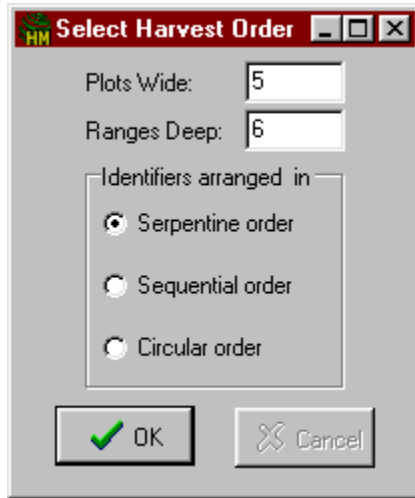 HM Select Harvest Order
Plots Wide: 5
Ranges Deep: 6
Identifiers arranged in
Serpentine order
Sequential order
Circular order
OK Cancel